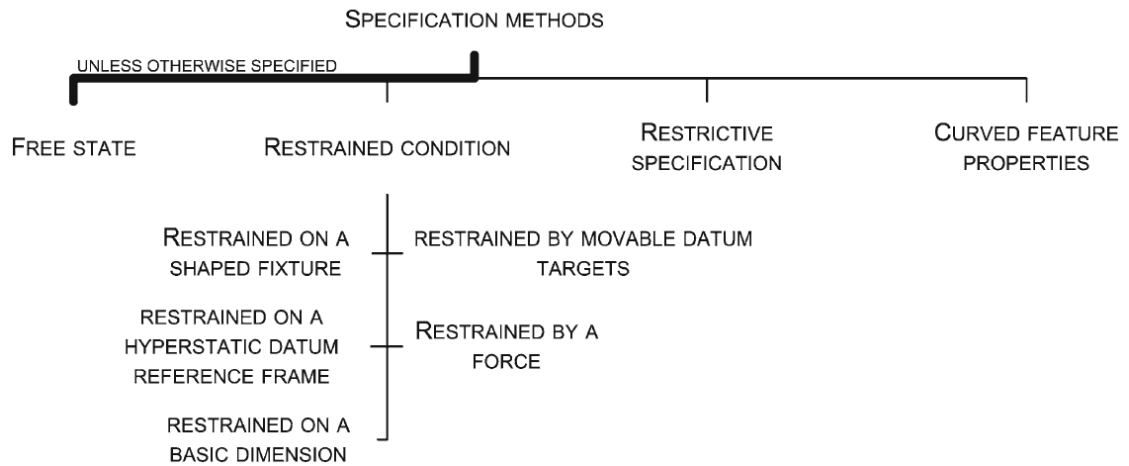 SPECIFICATION METHODS
UNLESS OTHERWISE SPECIFIED
FREE STATE
RESTRAINED CONDITION
RESTRICTIVE
SPECIFICATION
CURVED FEATURE
PROPERTIES
RESTRAINED ON A
SHAPED FIXTURE
RESTRAINED BY MOVABLE DATUM
TARGETS
RESTRAINED ON A
HYPERSTATIC DATUM
REFERENCE FRAME
RESTRAINED BY A
FORCE
RESTRAINED ON A
BASIC DIMENSION